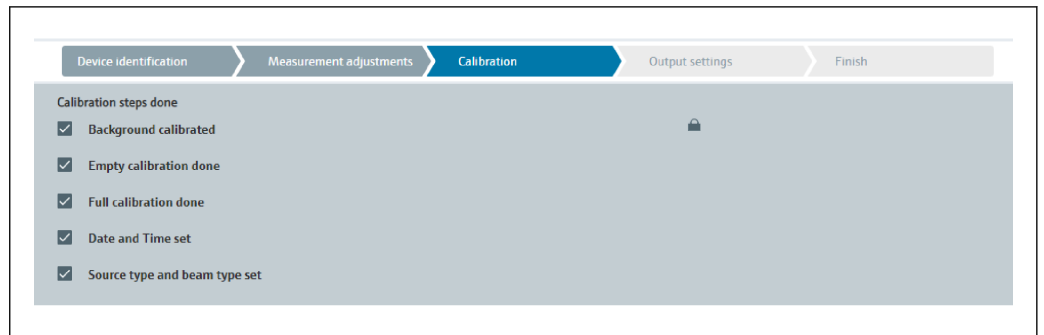 Device identification
Measurement adjustments
Calibration
Output settings
Finish
Calibration steps done
Background calibrated
Empty calibration done
Full calibration done
Date and Time set
Source type and beam type set